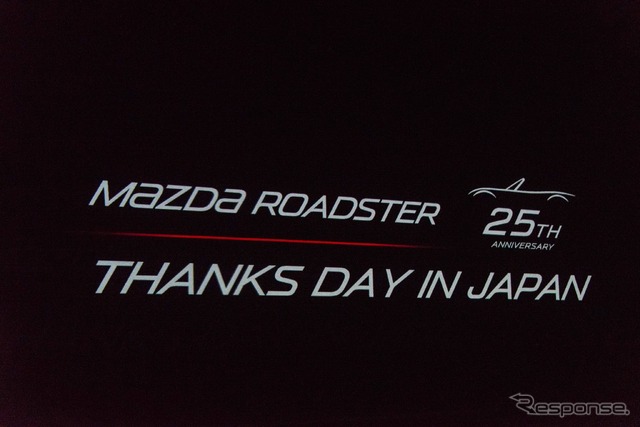 mazda ROADSTER
25TH
ANNIVERSARY
THANKS DAY IN JAPAN
Response.